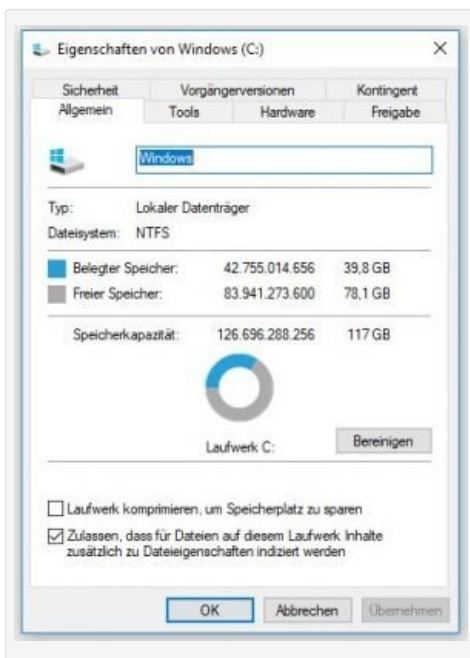 Eigenschaften von Windows (C:)
Sicherheit Vorgängerversionen Kontingent
Allgemein Tools Hardware Freigabe
Windows
Typ: Lokaler Datenträger
Dateisystem: NTFS
Belegter Speicher: 42.755.014.656 39,8 GB
Freier Speicher: 83.941.273.600 78,1 GB
Speicherkapazität: 126.696.288.256 117 GB
Laufwerk C: Bereinigen
Laufwerk komprimieren, um Speicherplatz zu sparen
Zulassen, dass für Dateien auf diesem Laufwerk Inhalte
zusätzlich zu Dateieigenschaften indiziert werden
OK Abbrechen Übernehmen